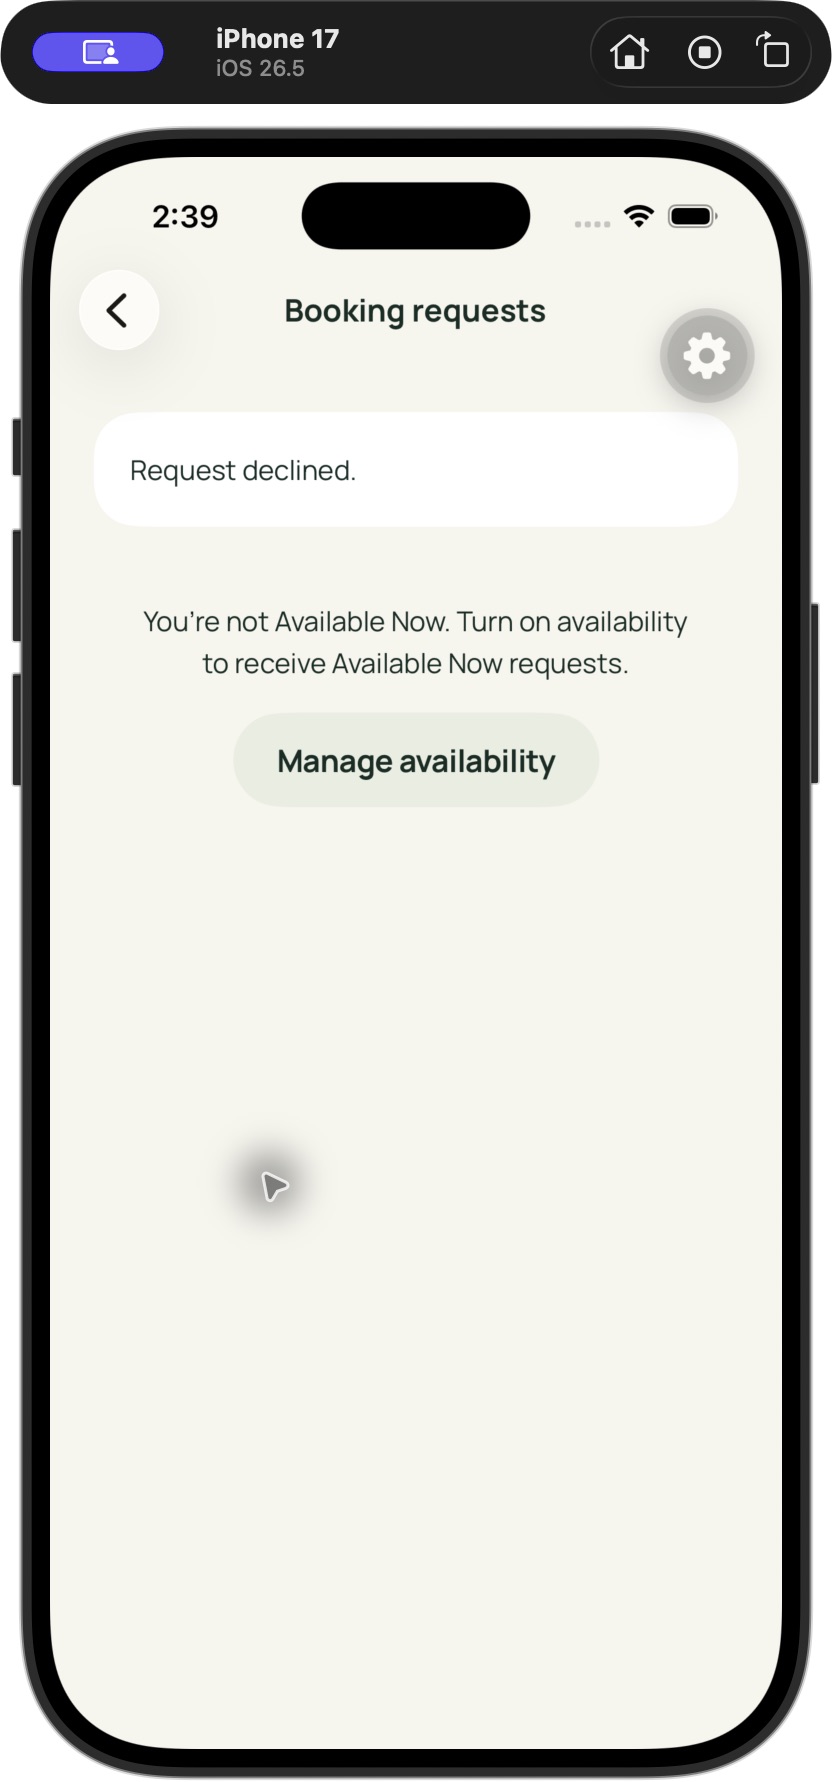 iPhone 17
iOS 26.5
2:39
Booking requests
Request declined.
You’re not Available Now. Turn on availability
to receive Available Now requests.
Manage availability